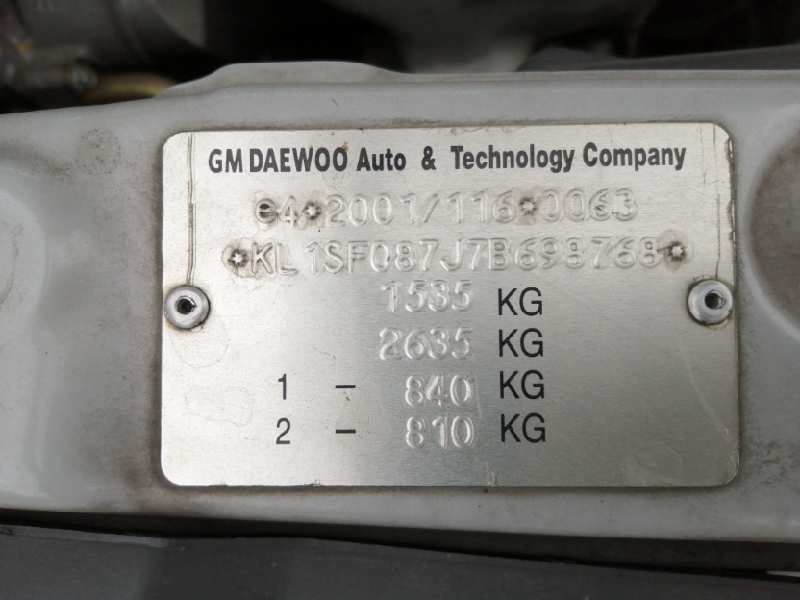 GM DAEWOO Auto & Technology Company
e4*2001/116*0063
*KL1SF087J7B698768*
1535 KG
2635 KG
1 - 840 KG
2 - 810 KG